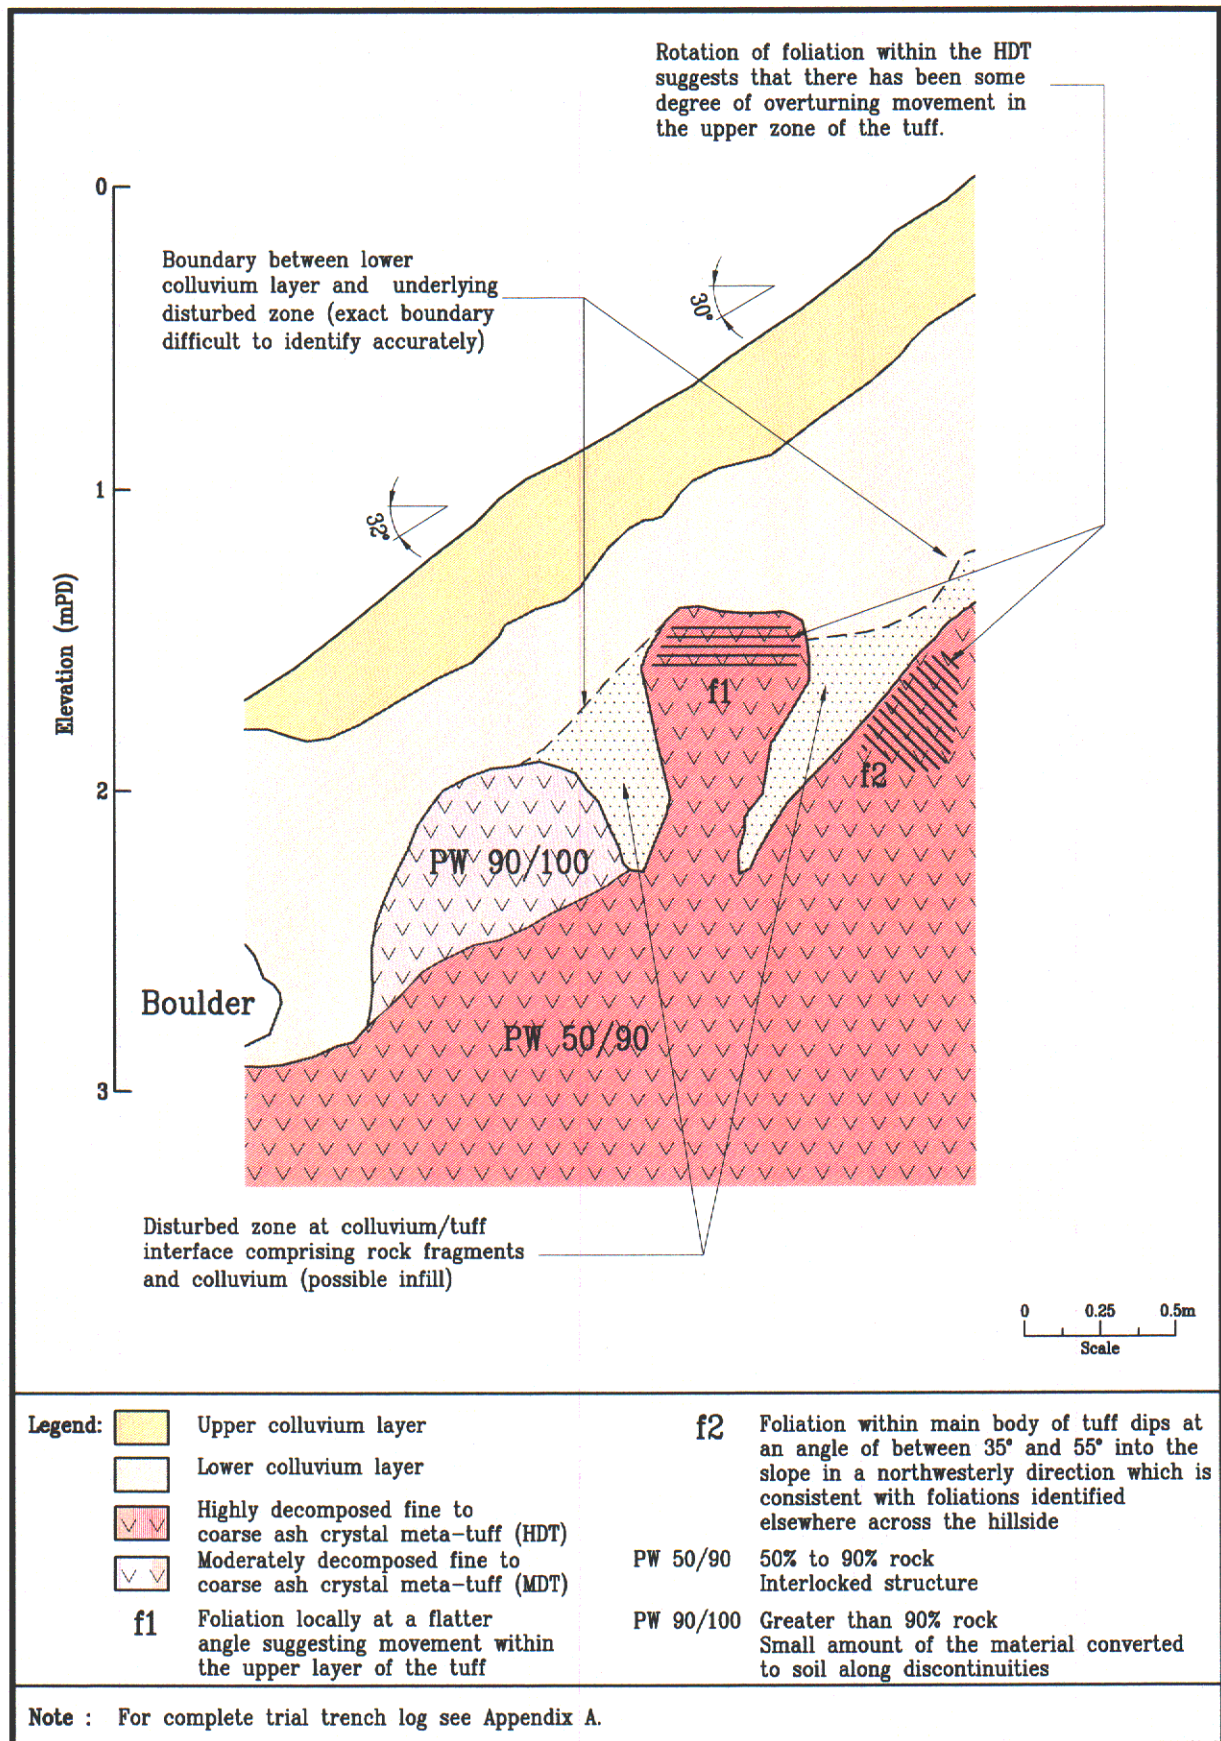 Rotation of foliation within the HDT
suggests that there has been some
degree of overturning movement in
the upper zone of the tuff.
0
Boundary between lower
colluvium layer and underlying
disturbed zone (exact boundary
difficult to identify accurately)
30°
1
32°
Elevation (mPD)
f1
f2
2
PW 90/100
Boulder
PW 50/90
3
Disturbed zone at colluvium/tuff
interface comprising rock fragments
and colluvium (possible infill)
0 0.25 0.5m
Scale
Legend:
Upper colluvium layer
Lower colluvium layer
Highly decomposed fine to
coarse ash crystal meta-tuff (HDT)
Moderately decomposed fine to
coarse ash crystal meta-tuff (MDT)
f1 Foliation locally at a flatter
angle suggesting movement within
the upper layer of the tuff
f2 Foliation within main body of tuff dips at
an angle of between 35° and 55° into the
slope in a northwesterly direction which is
consistent with foliations identified
elsewhere across the hillside
PW 50/90 50% to 90% rock
Interlocked structure
PW 90/100 Greater than 90% rock
Small amount of the material converted
to soil along discontinuities
Note : For complete trial trench log see Appendix A.